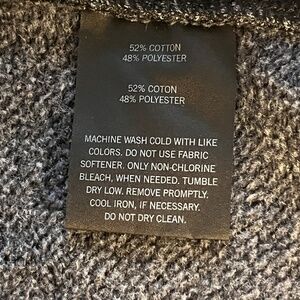 52% COTTON
48% POLYESTER
52% COTON
48% POLYESTER
MACHINE WASH COLD WITH LIKE
COLORS. DO NOT USE FABRIC
SOFTENER. ONLY NON-CHLORINE
BLEACH, WHEN NEEDED. TUMBLE
DRY LOW. REMOVE PROMPTLY.
COOL IRON, IF NECESSARY.
DO NOT DRY CLEAN.